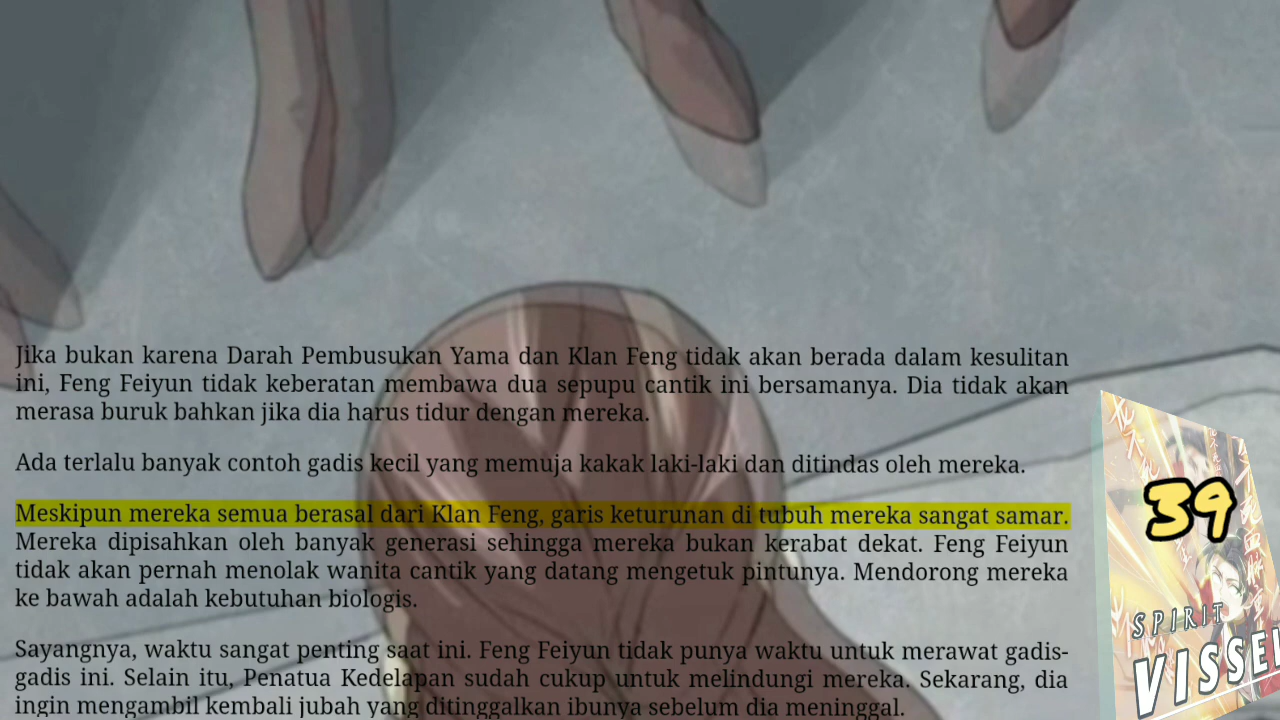 Jika bukan karena Darah Pembusukan Yama dan Klan Feng tidak akan berada dalam kesulitan
ini, Feng Feiyun tidak keberatan membawa dua sepupu cantik ini bersamanya. Dia tidak akan
merasa buruk bahkan jika dia harus tidur dengan mereka.
Ada terlalu banyak contoh gadis kecil yang memuja kakak laki-laki dan ditindas oleh mereka.
Meskipun mereka semua berasal dari Klan Feng, garis keturunan di tubuh mereka sangat samar.
Mereka dipisahkan oleh banyak generasi sehingga mereka bukan kerabat dekat. Feng Feiyun
tidak akan pernah menolak wanita cantik yang datang mengetuk pintunya. Mendorong mereka
ke bawah adalah kebutuhan biologis.
Sayangnya, waktu sangat penting saat ini. Feng Feiyun tidak punya waktu untuk merawat gadis-
gadis ini. Selain itu, Penatua Kedelapan sudah cukup untuk melindungi mereka. Sekarang, dia
ingin mengambil kembali jubah yang ditinggalkan ibunya sebelum dia meninggal.
39
SPIRIT
VISSEL